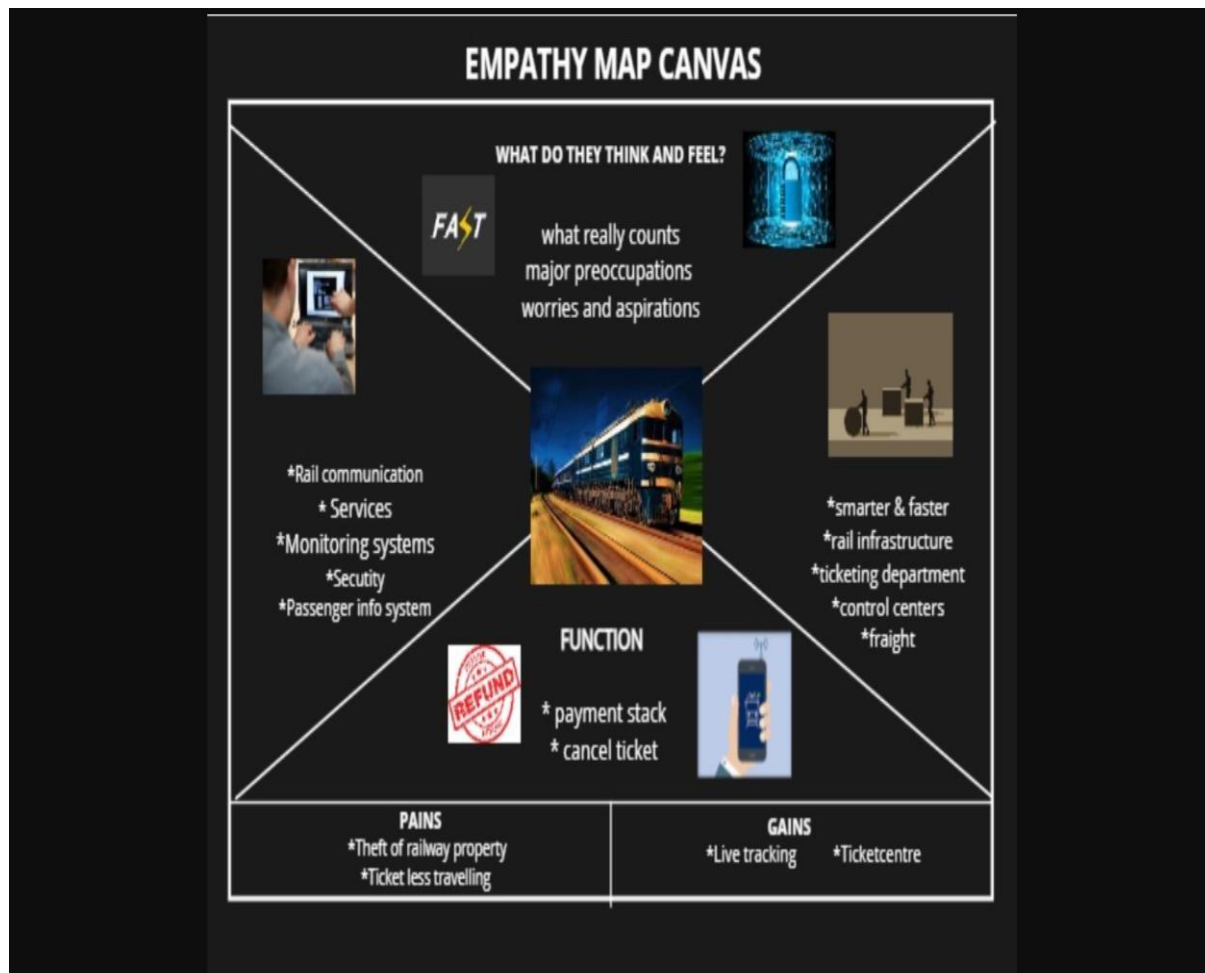 EMPATHY MAP CANVAS
WHAT DO THEY THINK AND FEEL?
FAST
what really counts
major preoccupations
worries and aspirations
*Rail communication
* Services
*Monitoring systems
*Secutity
*Passenger info system
*smarter & faster
*rail infrastructure
*ticketing department
*control centers
*fraight
FUNCTION
REFUND
* payment stack
* cancel ticket
PAINS
*Theft of railway property
*Ticket less travelling
GAINS
*Live tracking *Ticketcentre